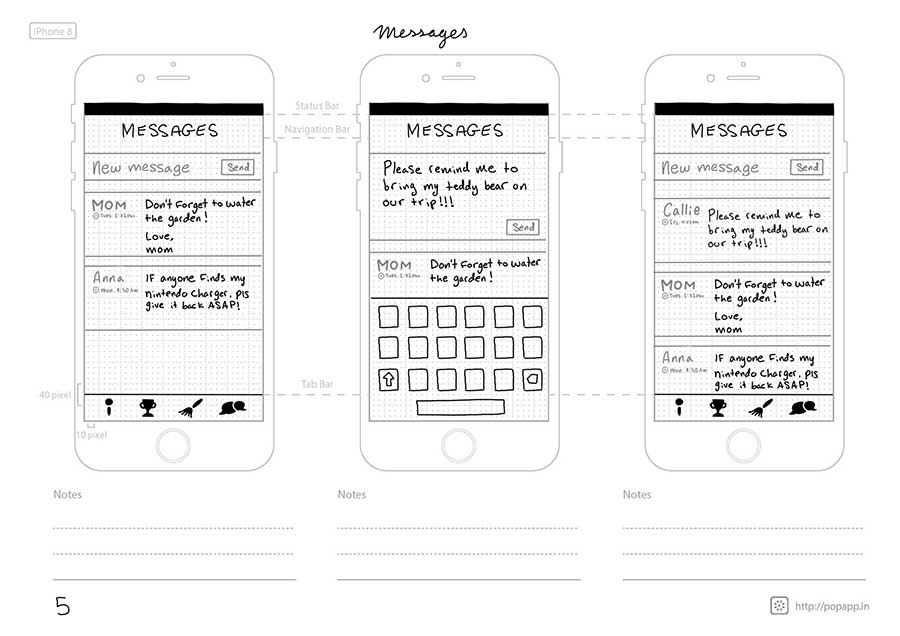 iPhone 8
Messages
MESSAGES
New message
Send
MOM
Tues. 1:32pm
Don't Forget to water
the garden!
Love,
mom
Anna
Mon. 9:50 Am
IF anyone Finds my
nintendo Charger, pls
give it back ASAP!
Status Bar
Navigation Bar
Tab Bar
40 pixel
10 pixel
MESSAGES
Please remind me to
bring my teddy bear on
our trip!!!
Send
MOM
Tues. 1:32pm
Don't Forget to water
the garden!
MESSAGES
New message
Send
Callie
Please remind me to
bring my teddy bear on
our trip!!!
MOM
Tues. 1:32pm
Don't Forget to water
the garden!
Love,
mom
Anna
Mon. 9:50 Am
IF anyone Finds my
nintendo Charger, pls
give it back ASAP!
Notes
Notes
Notes
5
http://popapp.in